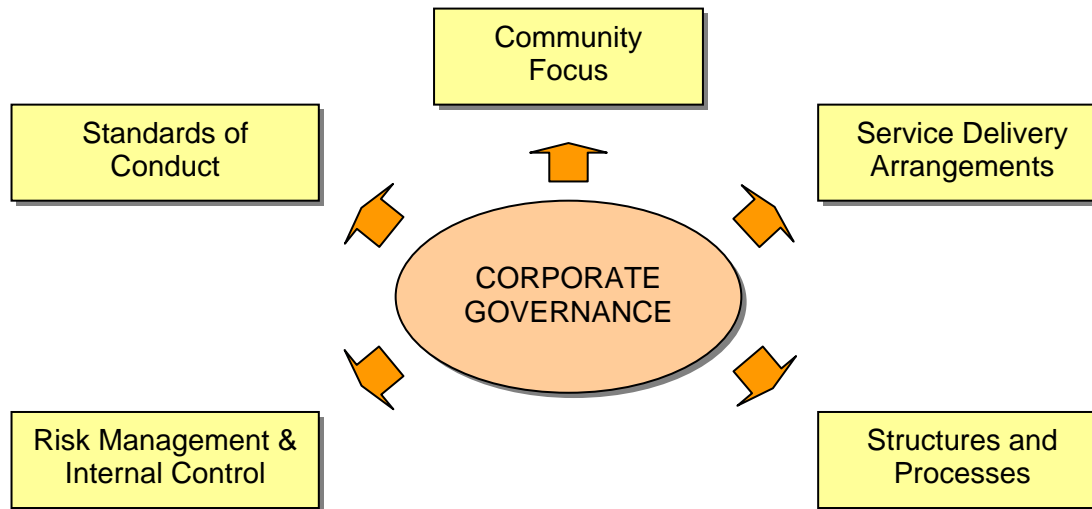 Community
Focus
Standards of
Conduct
Service Delivery
Arrangements
CORPORATE
GOVERNANCE
Risk Management &
Internal Control
Structures and
Processes